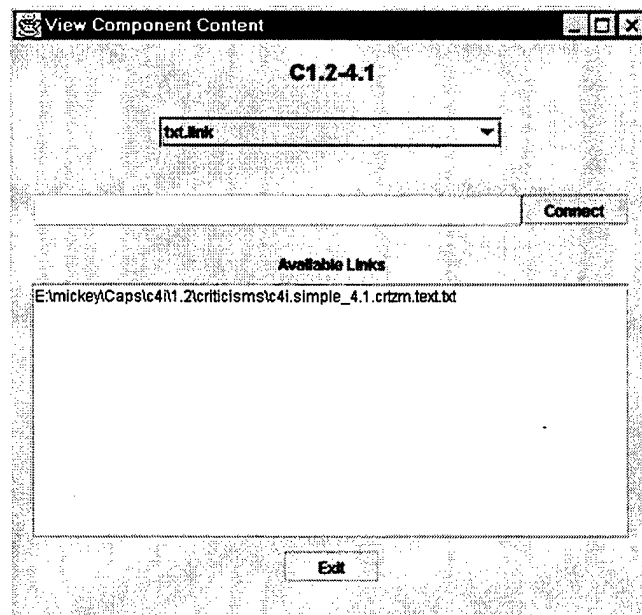 View Component Content
C1.2-4.1
txt.link
Connect
Available Links
E:\mickey\Caps\c4i\1.2\criticisms\c4i.simple_4.1.crtzm.text.txt
Exit